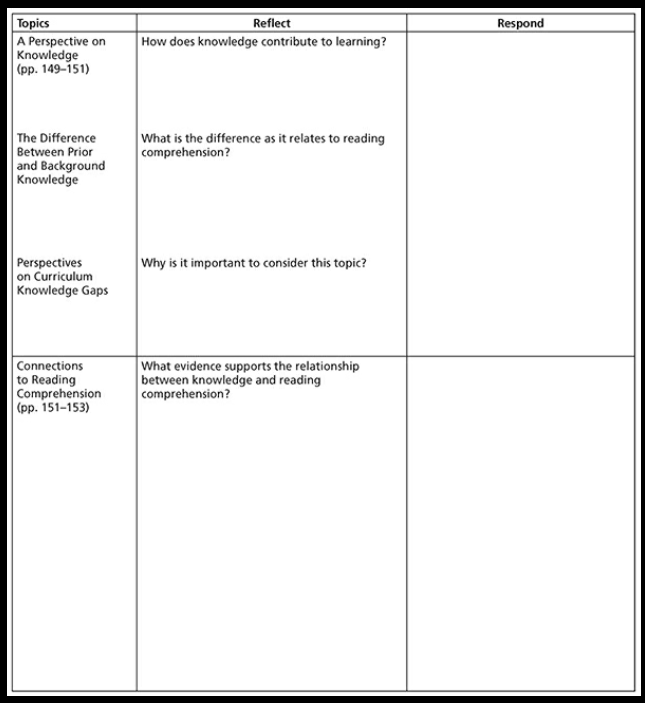 Topics Reflect Respond
A Perspective on
Knowledge
(pp. 149–151)
How does knowledge contribute to learning?
The Difference
Between Prior
and Background
Knowledge
What is the difference as it relates to reading
comprehension?
Perspectives
on Curriculum
Knowledge Gaps
Why is it important to consider this topic?
Connections
to Reading
Comprehension
(pp. 151–153)
What evidence supports the relationship
between knowledge and reading
comprehension?